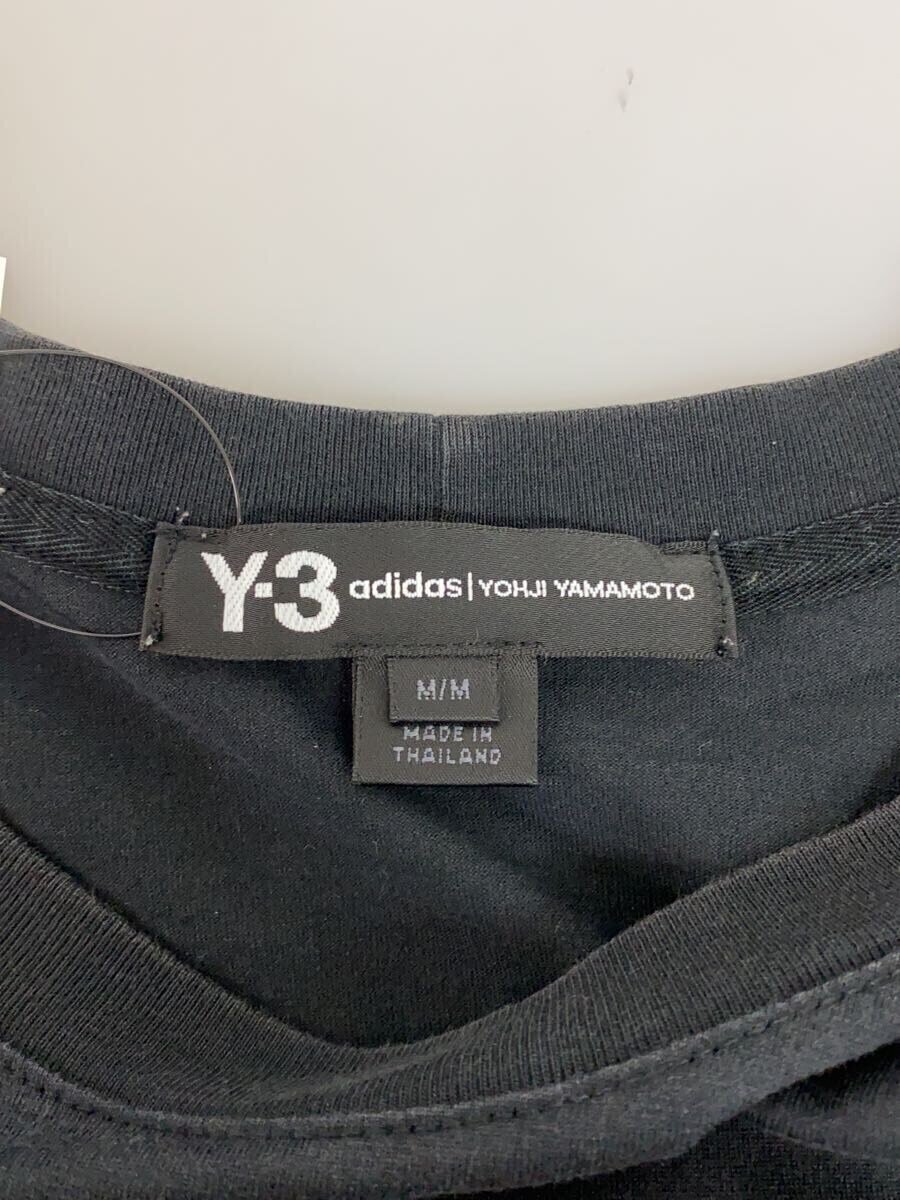 Y-3 adidas | YOHJI YAMAMOTO
M/M
MADE IN
THAILAND